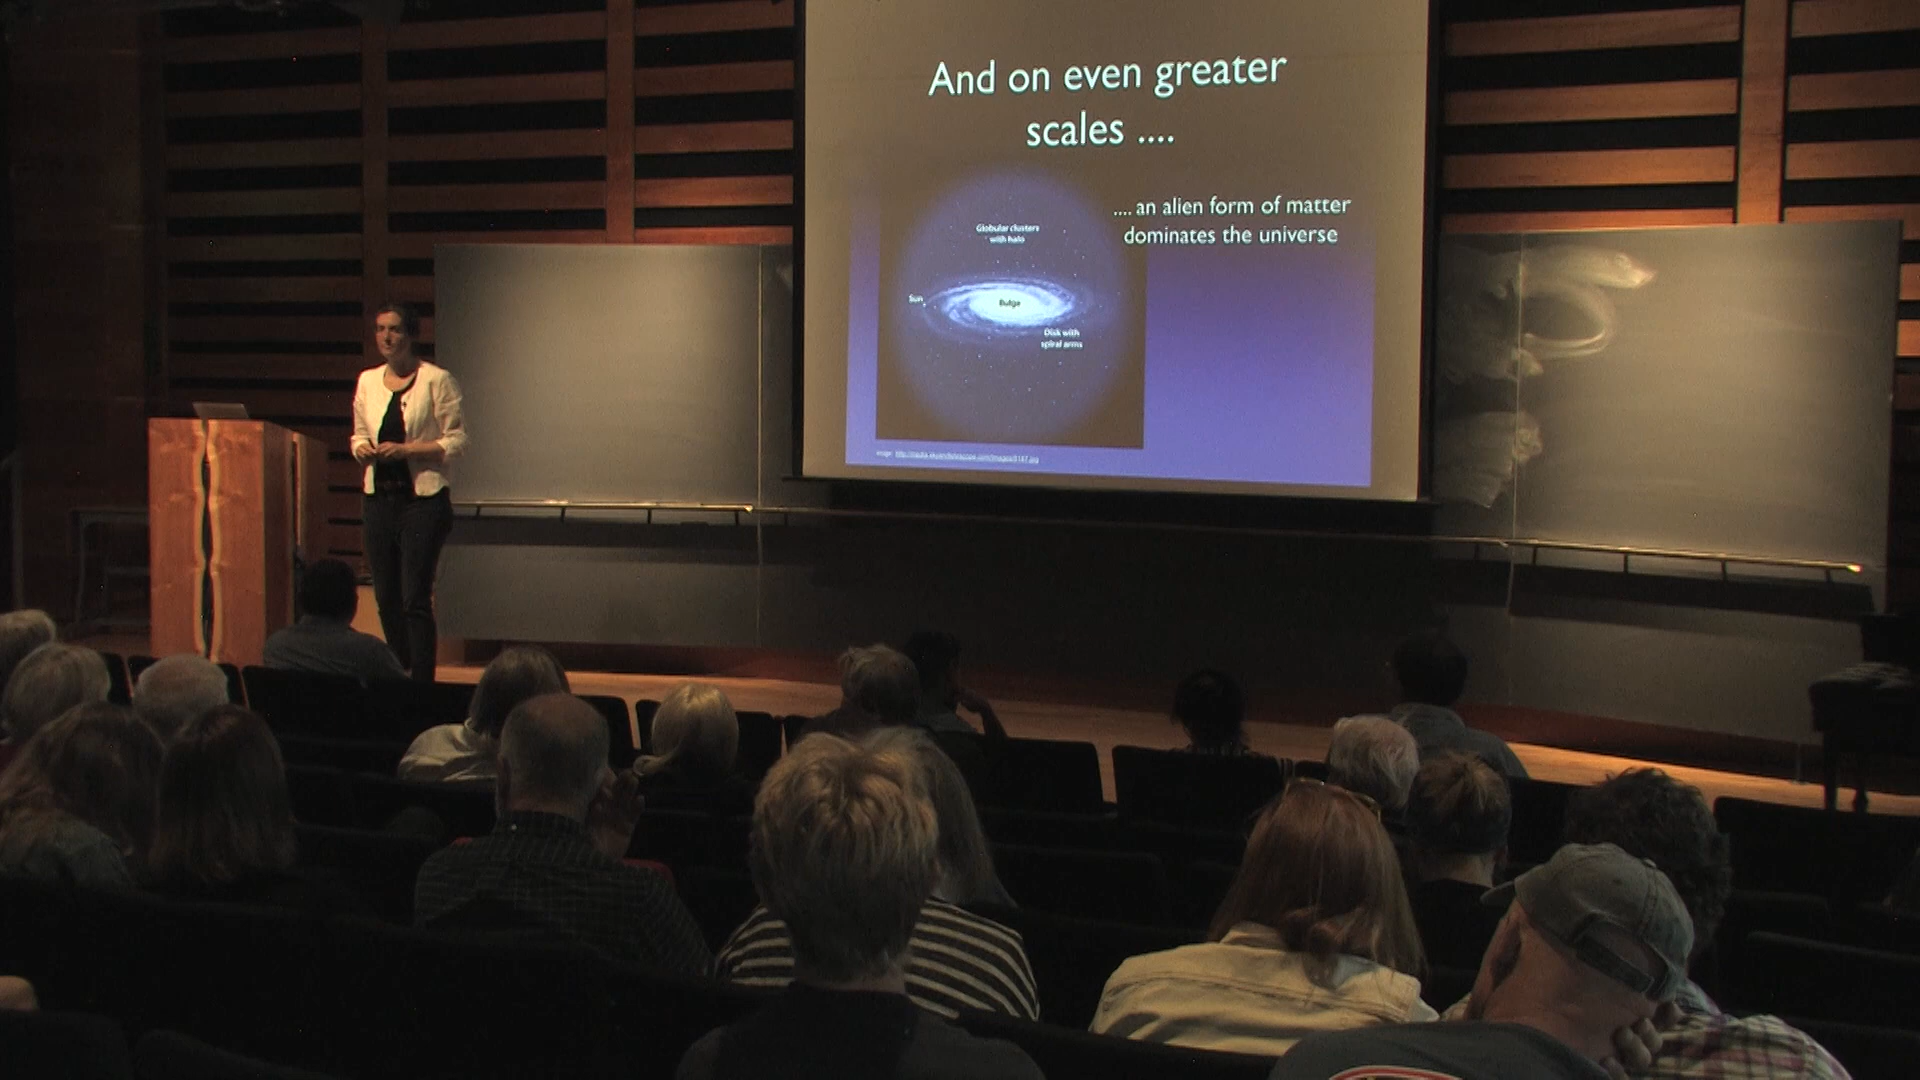 And on even greater
scales ....
.... an alien form of matter
dominates the universe
Globular clusters
with halo
Sun
Bulge
Disk with
spiral arms